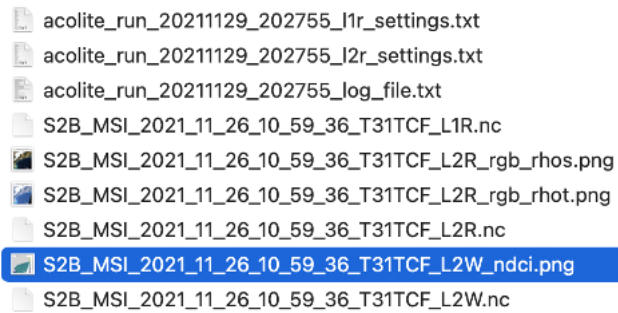 acolite_run_20211129_202755_l1r_settings.txt
acolite_run_20211129_202755_l2r_settings.txt
acolite_run_20211129_202755_log_file.txt
S2B_MSI_2021_11_26_10_59_36_T31TCF_L1R.nc
S2B_MSI_2021_11_26_10_59_36_T31TCF_L2R_rgb_rhos.png
S2B_MSI_2021_11_26_10_59_36_T31TCF_L2R_rgb_rhot.png
S2B_MSI_2021_11_26_10_59_36_T31TCF_L2R.nc
S2B_MSI_2021_11_26_10_59_36_T31TCF_L2W_ndci.png
S2B_MSI_2021_11_26_10_59_36_T31TCF_L2W.nc